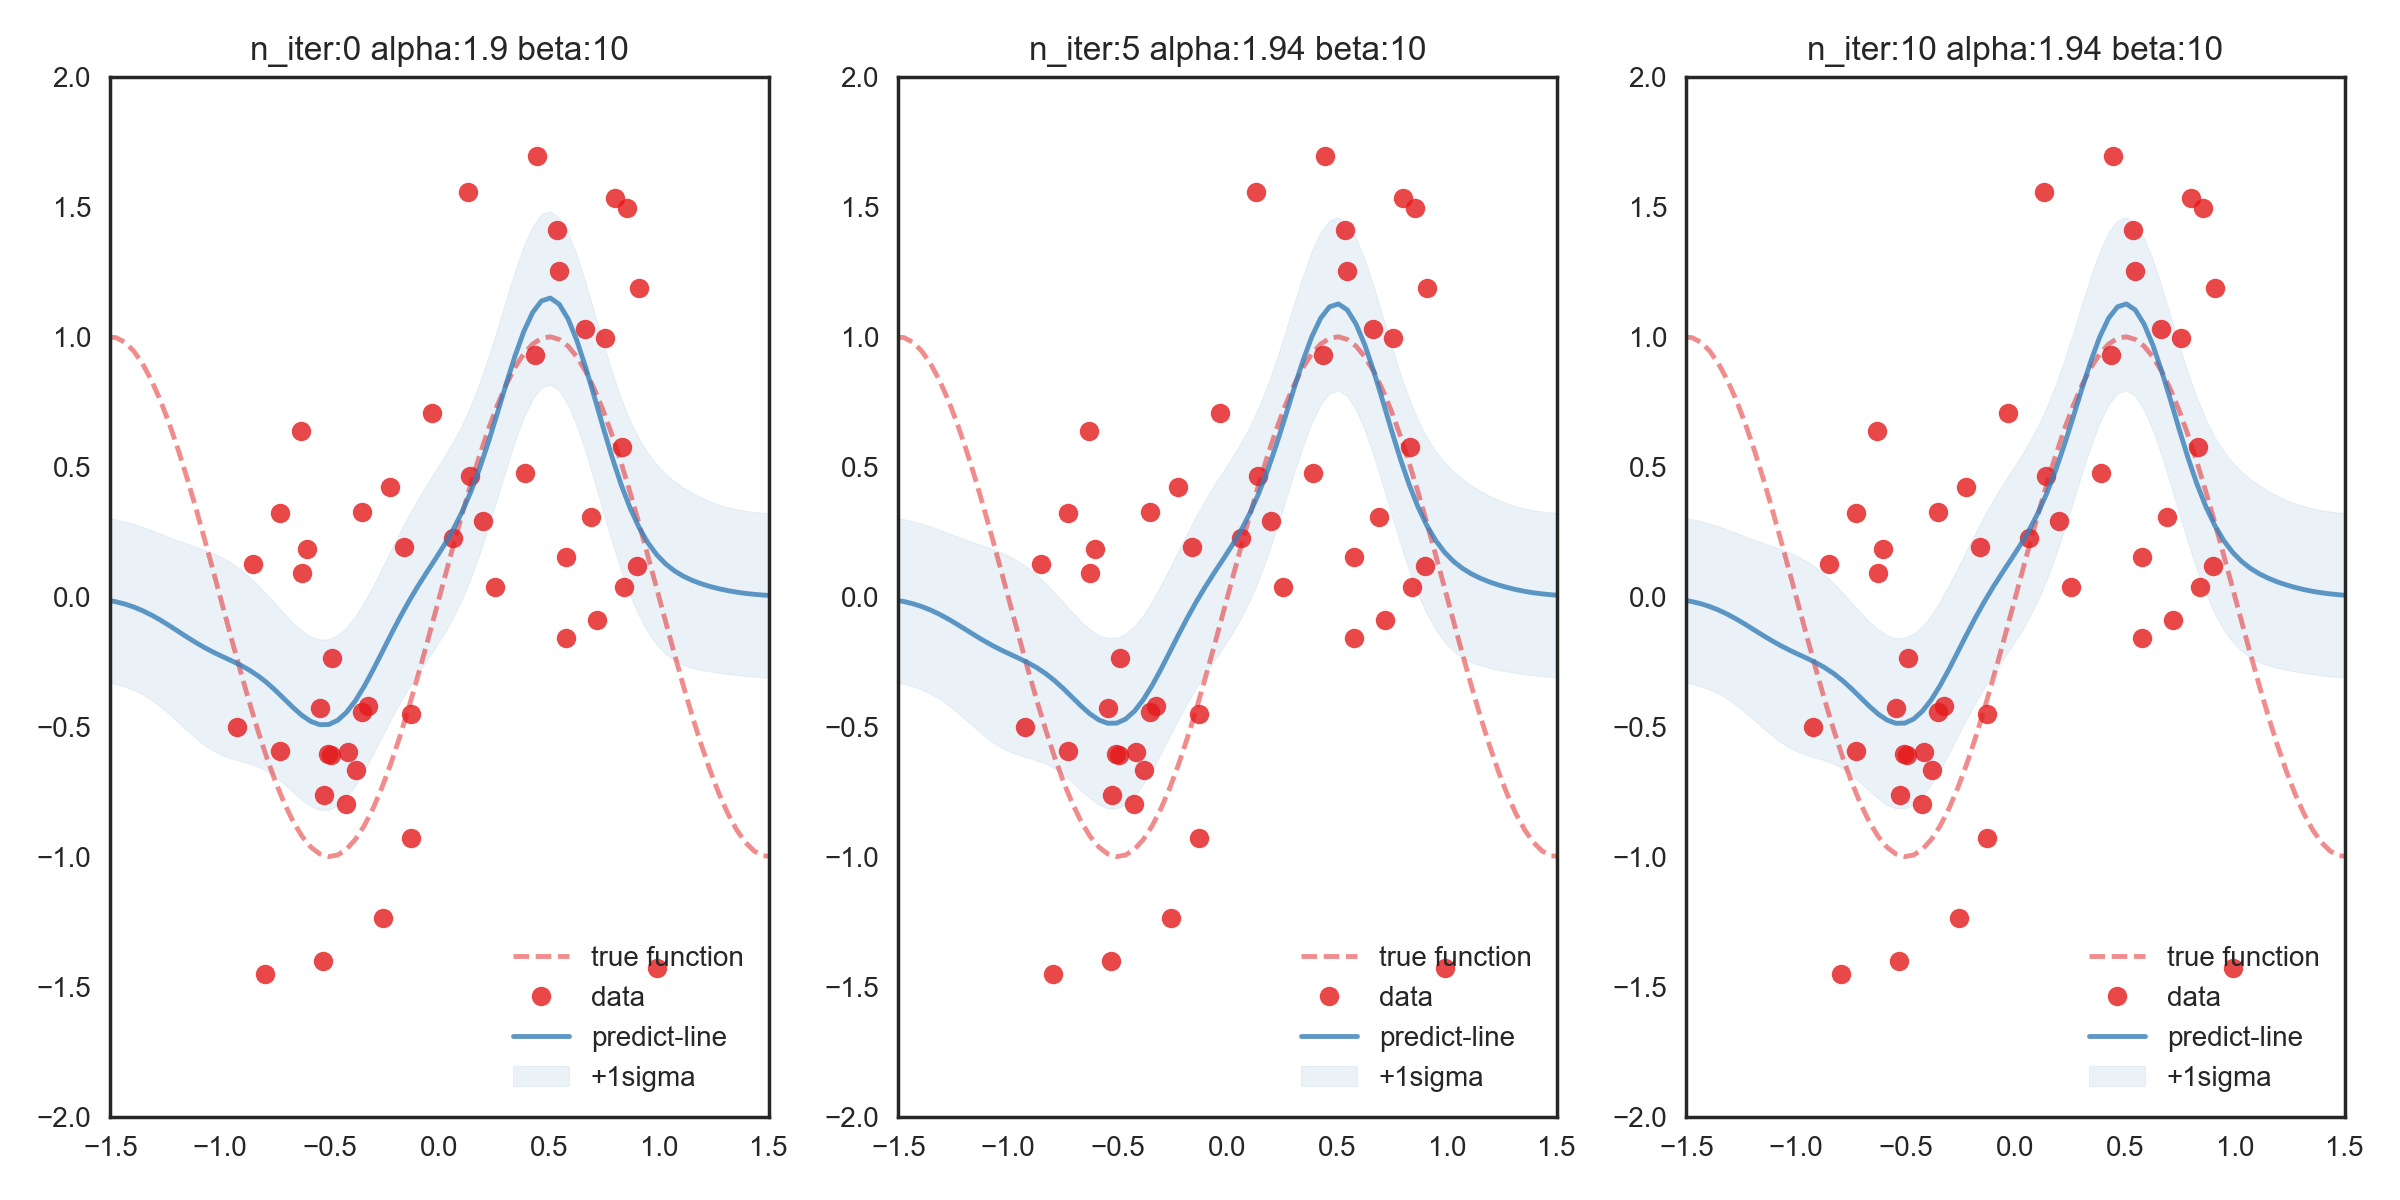 n_iter:0 alpha:1.9 beta:10
2.0
1.5
1.0
0.5
0.0
−0.5
−1.0
−1.5
−2.0
−1.5 −1.0 −0.5 0.0 0.5 1.0 1.5
true function
data
predict-line
+1sigma
n_iter:5 alpha:1.94 beta:10
2.0
1.5
1.0
0.5
0.0
−0.5
−1.0
−1.5
−2.0
−1.5 −1.0 −0.5 0.0 0.5 1.0 1.5
true function
data
predict-line
+1sigma
n_iter:10 alpha:1.94 beta:10
2.0
1.5
1.0
0.5
0.0
−0.5
−1.0
−1.5
−2.0
−1.5 −1.0 −0.5 0.0 0.5 1.0 1.5
true function
data
predict-line
+1sigma